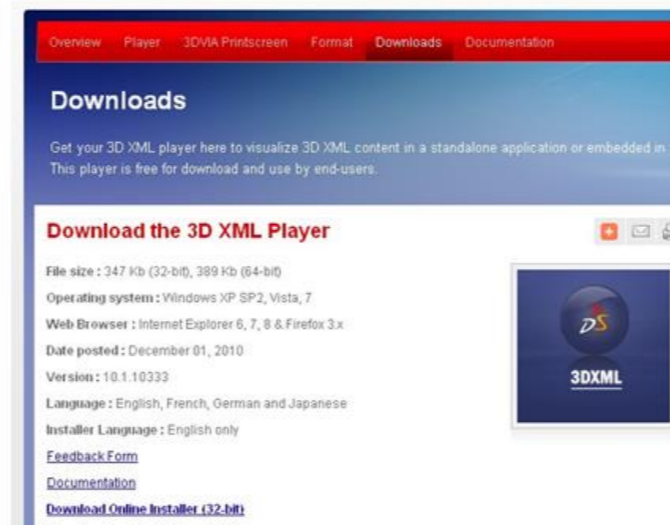 Overview Player 3DVIA Printscreen Format Downloads Documentation
Downloads
Get your 3D XML player here to visualize 3D XML content in a standalone application or embedded in
This player is free for download and use by end-users.
Download the 3D XML Player
File size : 347 Kb (32-bit), 389 Kb (64-bit)
Operating system : Windows XP SP2, Vista, 7
Web Browser : Internet Explorer 6, 7, 8 & Firefox 3.x
Date posted : December 01, 2010
Version : 10.1.10333
Language : English, French, German and Japanese
Installer Language : English only
Feedback Form
Documentation
Download Online Installer (32-bit)
DS
3DXML